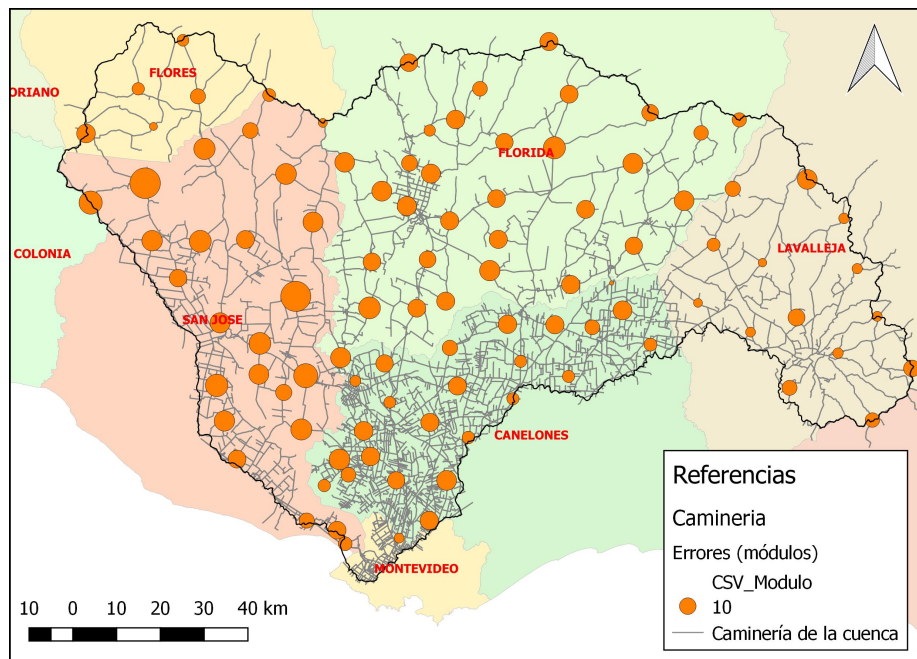 FLORES
ORIANO
FLORIDA
COLONIA
LAVALLEJA
SAN JOSE
CANELONES
MONTEVIDEO
10 0 10 20 30 40 km
Referencias
Camineria
Errores (módulos)
CSV_Modulo
10
Caminería de la cuenca